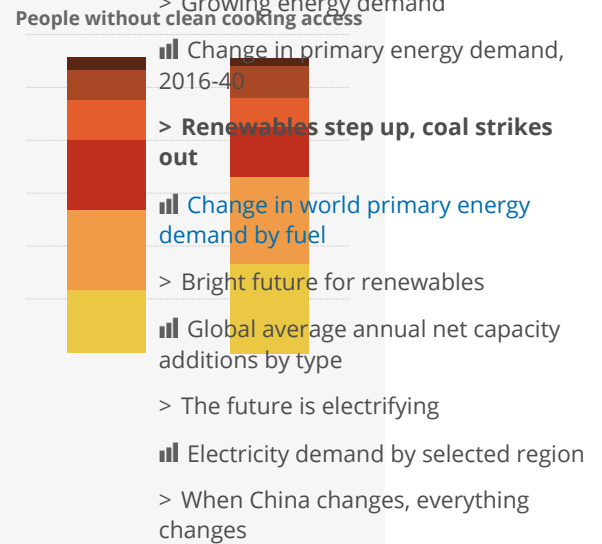 > Growing energy demand
People without clean cooking access
Change in primary energy demand,
2016-40
> Renewables step up, coal strikes
out
Change in world primary energy
demand by fuel
> Bright future for renewables
Global average annual net capacity
additions by type
> The future is electrifying
Electricity demand by selected region
> When China changes, everything
changes